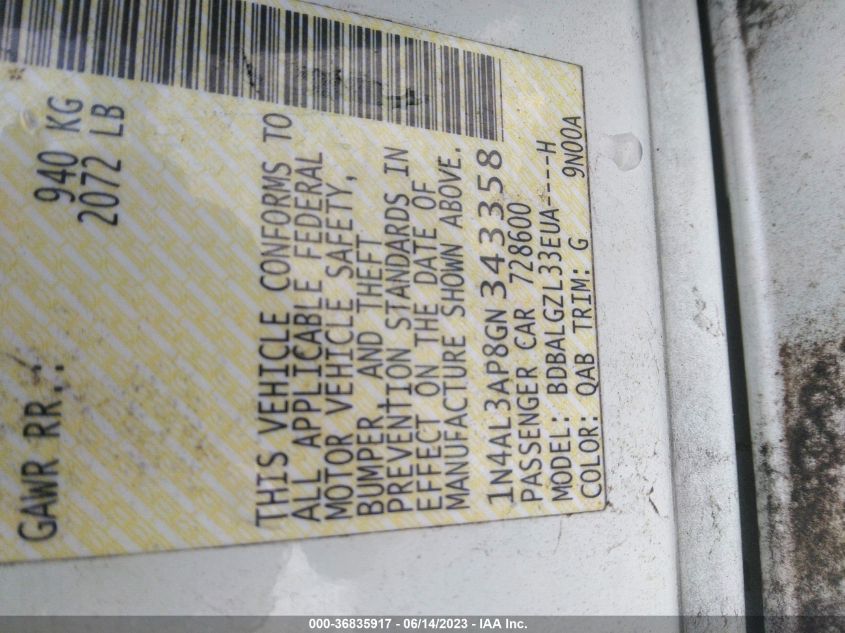 GAWR RR.: 940 KG
2072 LB
THIS VEHICLE CONFORMS TO
ALL APPLICABLE FEDERAL
MOTOR VEHICLE SAFETY,
BUMPER, AND THEFT
PREVENTION STANDARDS IN
EFFECT ON THE DATE OF
MANUFACTURE SHOWN ABOVE.
1N4AL3AP8GN343358
PASSENGER CAR 728600
MODEL: BDBALGZL33EUA----H
COLOR: QAB TRIM: G 9N00A
000-36835917 - 06/14/2023 - IAA Inc.